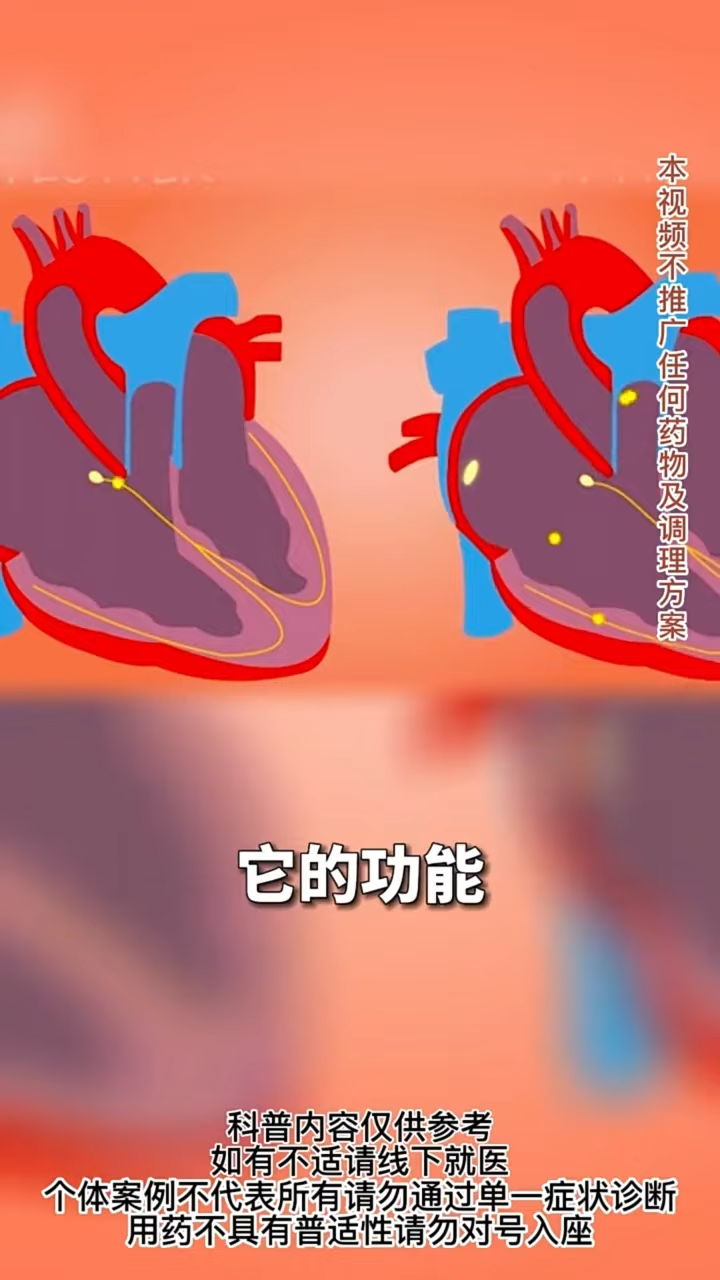 本视频不推广任何药物及调理方案
它的功能
科普内容仅供参考
如有不适请线下就医
个体案例不代表所有请勿通过单一症状诊断
用药不具有普适性请勿对号入座